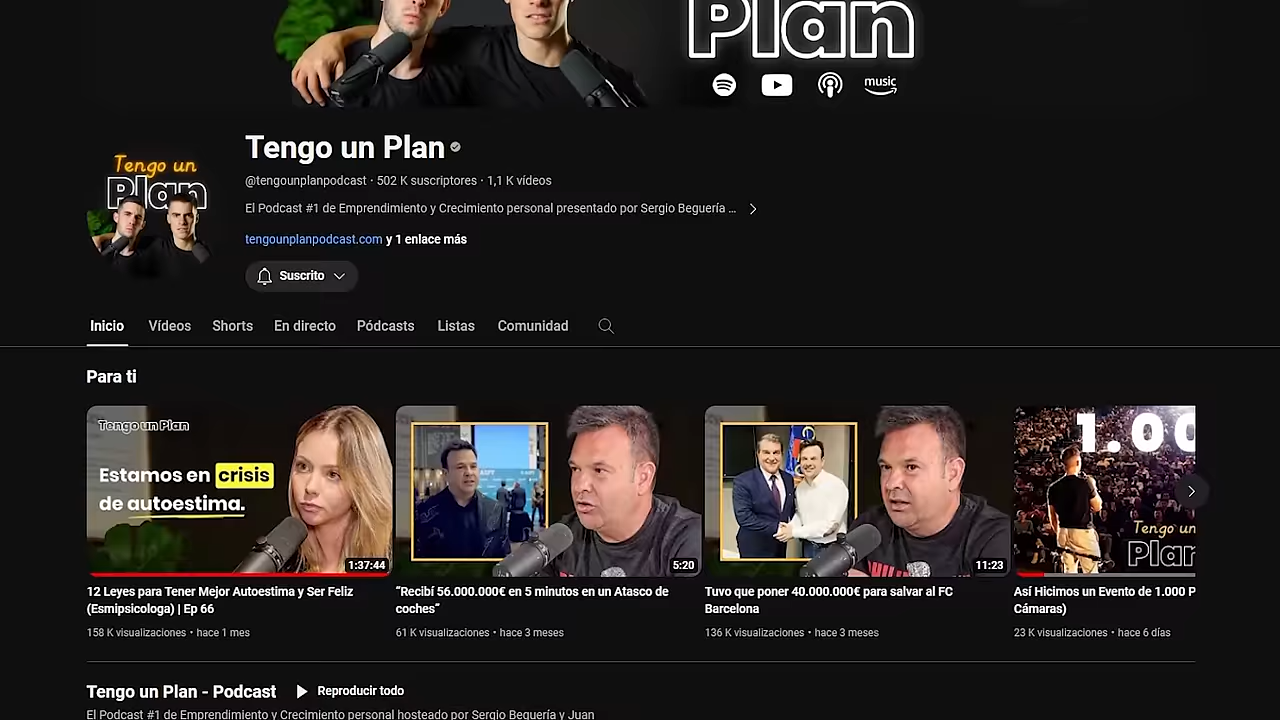 Plan
music
Tengo un
Plan
Tengo un Plan
@tengounplanpodcast · 502 K suscriptores · 1,1 K vídeos
El Podcast #1 de Emprendimiento y Crecimiento personal presentado por Sergio Beguería ...
tengounplanpodcast.com y 1 enlace más
Suscrito
Inicio Vídeos Shorts En directo Pódcasts Listas Comunidad
Para ti
Tengo un Plan
Estamos en crisis
de autoestima.
1:37:44
12 Leyes para Tener Mejor Autoestima y Ser Feliz
(Esmipsicologa) | Ep 66
158 K visualizaciones • hace 1 mes
5:20
"Recibí 56.000.000€ en 5 minutos en un Atasco de
coches"
61 K visualizaciones • hace 3 meses
11:23
Tuvo que poner 40.000.000€ para salvar al FC
Barcelona
136 K visualizaciones • hace 3 meses
1.00
Tengo un
Plan
Así Hicimos un Evento de 1.000 P
Cámaras)
23 K visualizaciones • hace 6 días
Tengo un Plan - Podcast Reproducir todo
El Podcast #1 de Emprendimiento y Crecimiento personal hosteado por Sergio Beguería y Juan